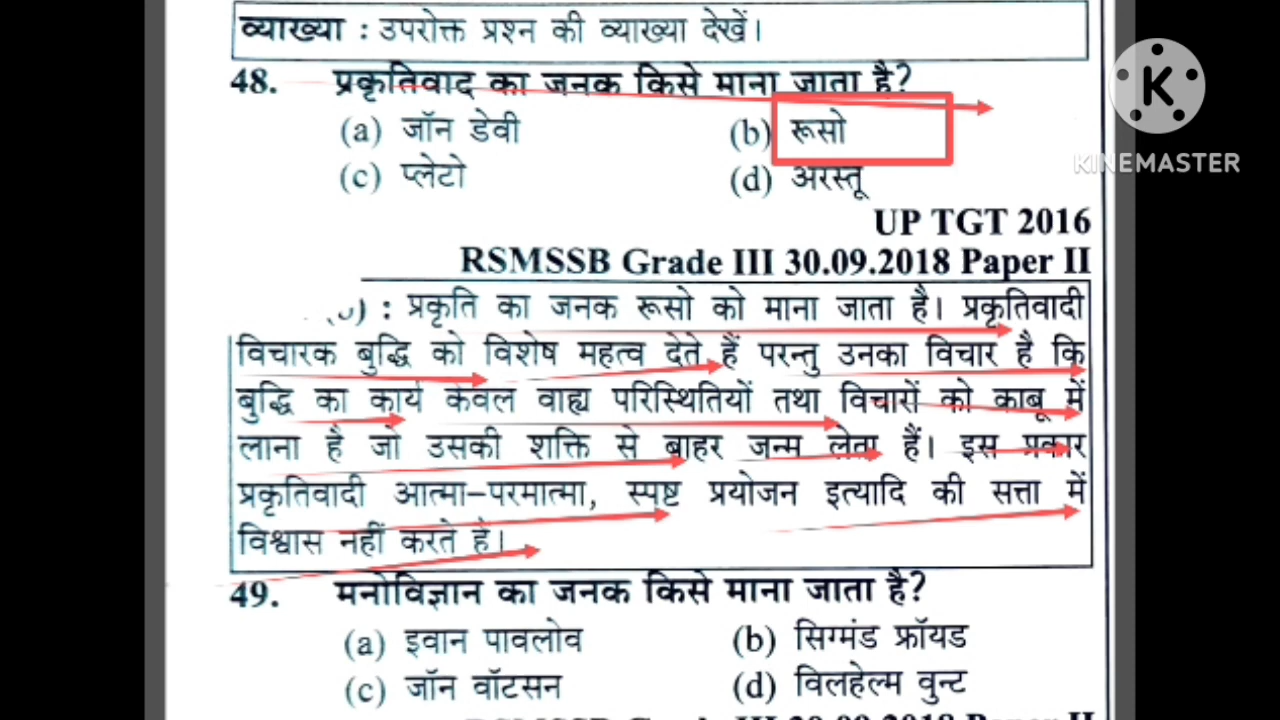 व्याख्या : उपरोक्त प्रश्न की व्याख्या देखें।
48. प्रकृतिवाद का जनक किसे माना जाता है?
(a) जॉन डेवी (b) रूसो
(c) प्लेटो (d) अरस्तू
K
KINEMASTER
UP TGT 2016
RSMSSB Grade III 30.09.2018 Paper II
) : प्रकृति का जनक रूसो को माना जाता है। प्रकृतिवादी
विचारक बुद्धि को विशेष महत्व देते हैं परन्तु उनका विचार है कि
बुद्धि का कार्य केवल वाह्य परिस्थितियों तथा विचारों को काबू में
लाना है जो उसकी शक्ति से बाहर जन्म लेता हैं। इस प्रकार
प्रकृतिवादी आत्मा-परमात्मा, स्पष्ट प्रयोजन इत्यादि की सत्ता में
विश्वास नहीं करते है।
49. मनोविज्ञान का जनक किसे माना जाता है?
(a) इवान पावलोव (b) सिग्मंड फ्रॉयड
(c) जॉन वॉटसन (d) विलहेल्म वुन्ट